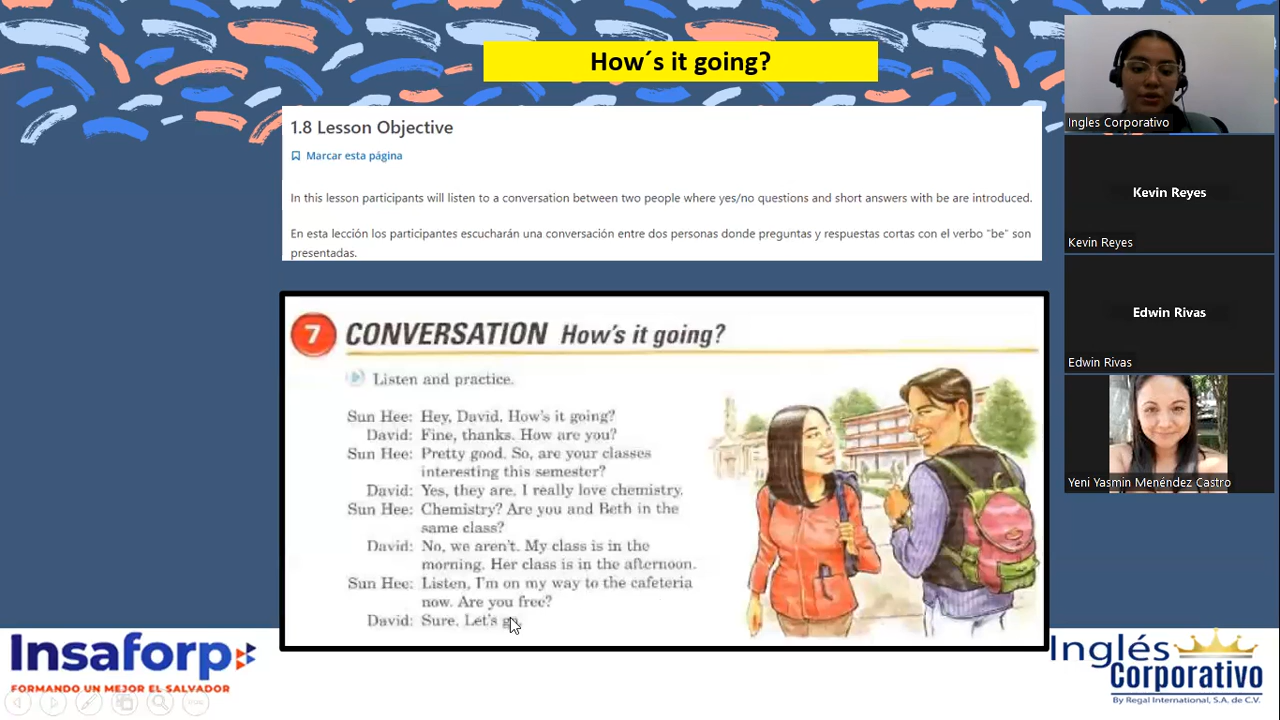 How´s it going?
1.8 Lesson Objective
Marcar esta página
In this lesson participants will listen to a conversation between two people where yes/no questions and short answers with be are introduced.
En esta lección los participantes escucharán una conversación entre dos personas donde preguntas y respuestas cortas con el verbo "be" son
presentadas.
7 CONVERSATION How's it going?
Listen and practice.
Sun Hee: Hey, David. How's it going?
David: Fine, thanks. How are you?
Sun Hee: Pretty good. So, are your classes
interesting this semester?
David: Yes, they are. I really love chemistry.
Sun Hee: Chemistry? Are you and Beth in the
same class?
David: No, we aren't. My class is in the
morning. Her class is in the afternoon.
Sun Hee: Listen, I'm on my way to the cafeteria
now. Are you free?
David: Sure. Let's
Insaforp
FORMANDO UN MEJOR EL SALVADOR
Inglés
Corporativo
By Regal International, S.A. de C.V.
Ingles Corporativo
Kevin Reyes
Kevin Reyes
Edwin Rivas
Edwin Rivas
Yeni Yasmin Menéndez Castro